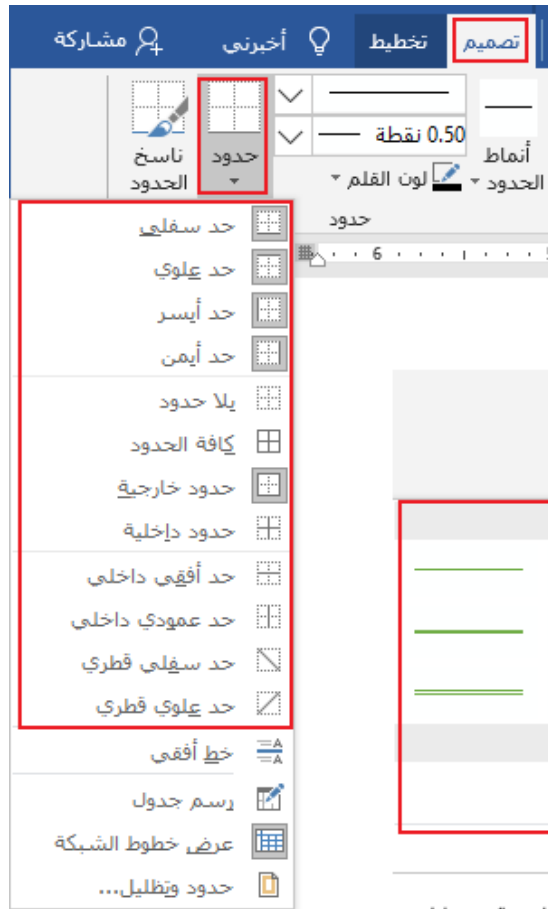 تصميم
تخطيط
أخبرني
مشاركة
أنماط
الحدود
0.50 نقطة
لون القلم
حدود
ناسخ
الحدود
حدود
6
حد سفلي
حد علوي
حد أيسر
حد أيمن
يلا حدود
كافة الحدود
حدود خارجية
حدود داخلية
حد أفقي داخلي
حد عمودي داخلي
حد سفلي قطري
حد علوي قطري
خط أفقي
رسم جدول
عرض خطوط الشبكة
حدود وتظليل...